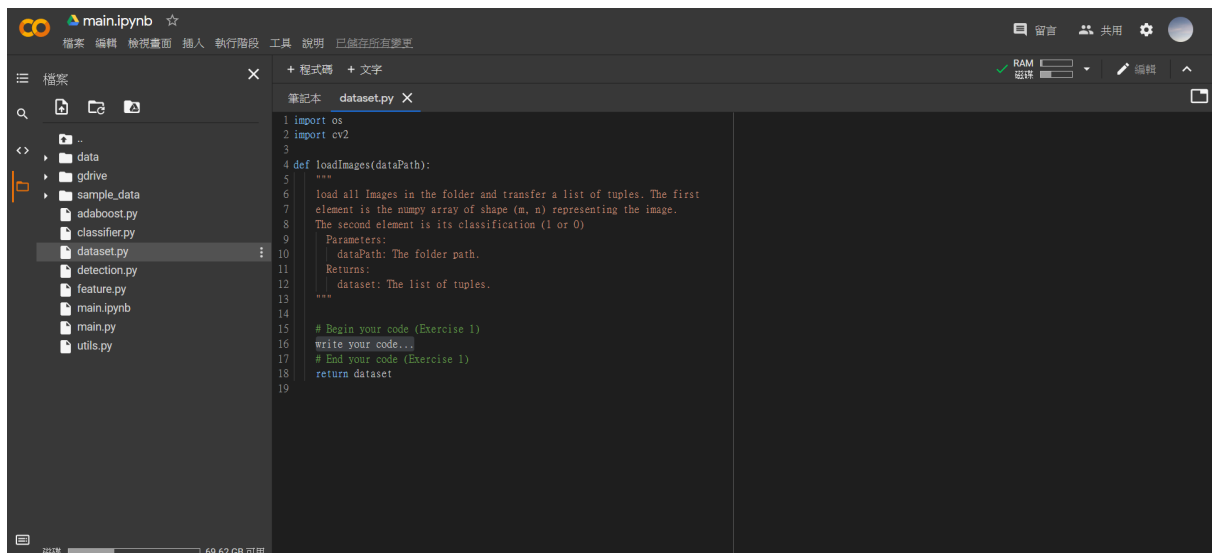 main.ipynb
檔案 編輯 檢視畫面 插入 執行階段 工具 說明 已儲存所有變更
留言 共用
檔案
+ 程式碼 + 文字
RAM
磁碟
編輯
筆記本 dataset.py
..
data
gdrive
sample_data
adaboost.py
classifier.py
dataset.py
detection.py
feature.py
main.ipynb
main.py
utils.py
1 import os
2 import cv2
3
4 def loadImages(dataPath):
5 """
6 load all Images in the folder and transfer a list of tuples. The first
7 element is the numpy array of shape (m, n) representing the image.
8 The second element is its classification (1 or 0)
9 Parameters:
10 dataPath: The folder path.
11 Returns:
12 dataset: The list of tuples.
13 """
14
15 # Begin your code (Exercise 1)
16 write your code...
17 # End your code (Exercise 1)
18 return dataset
19
磁碟 69.62 GB 可用